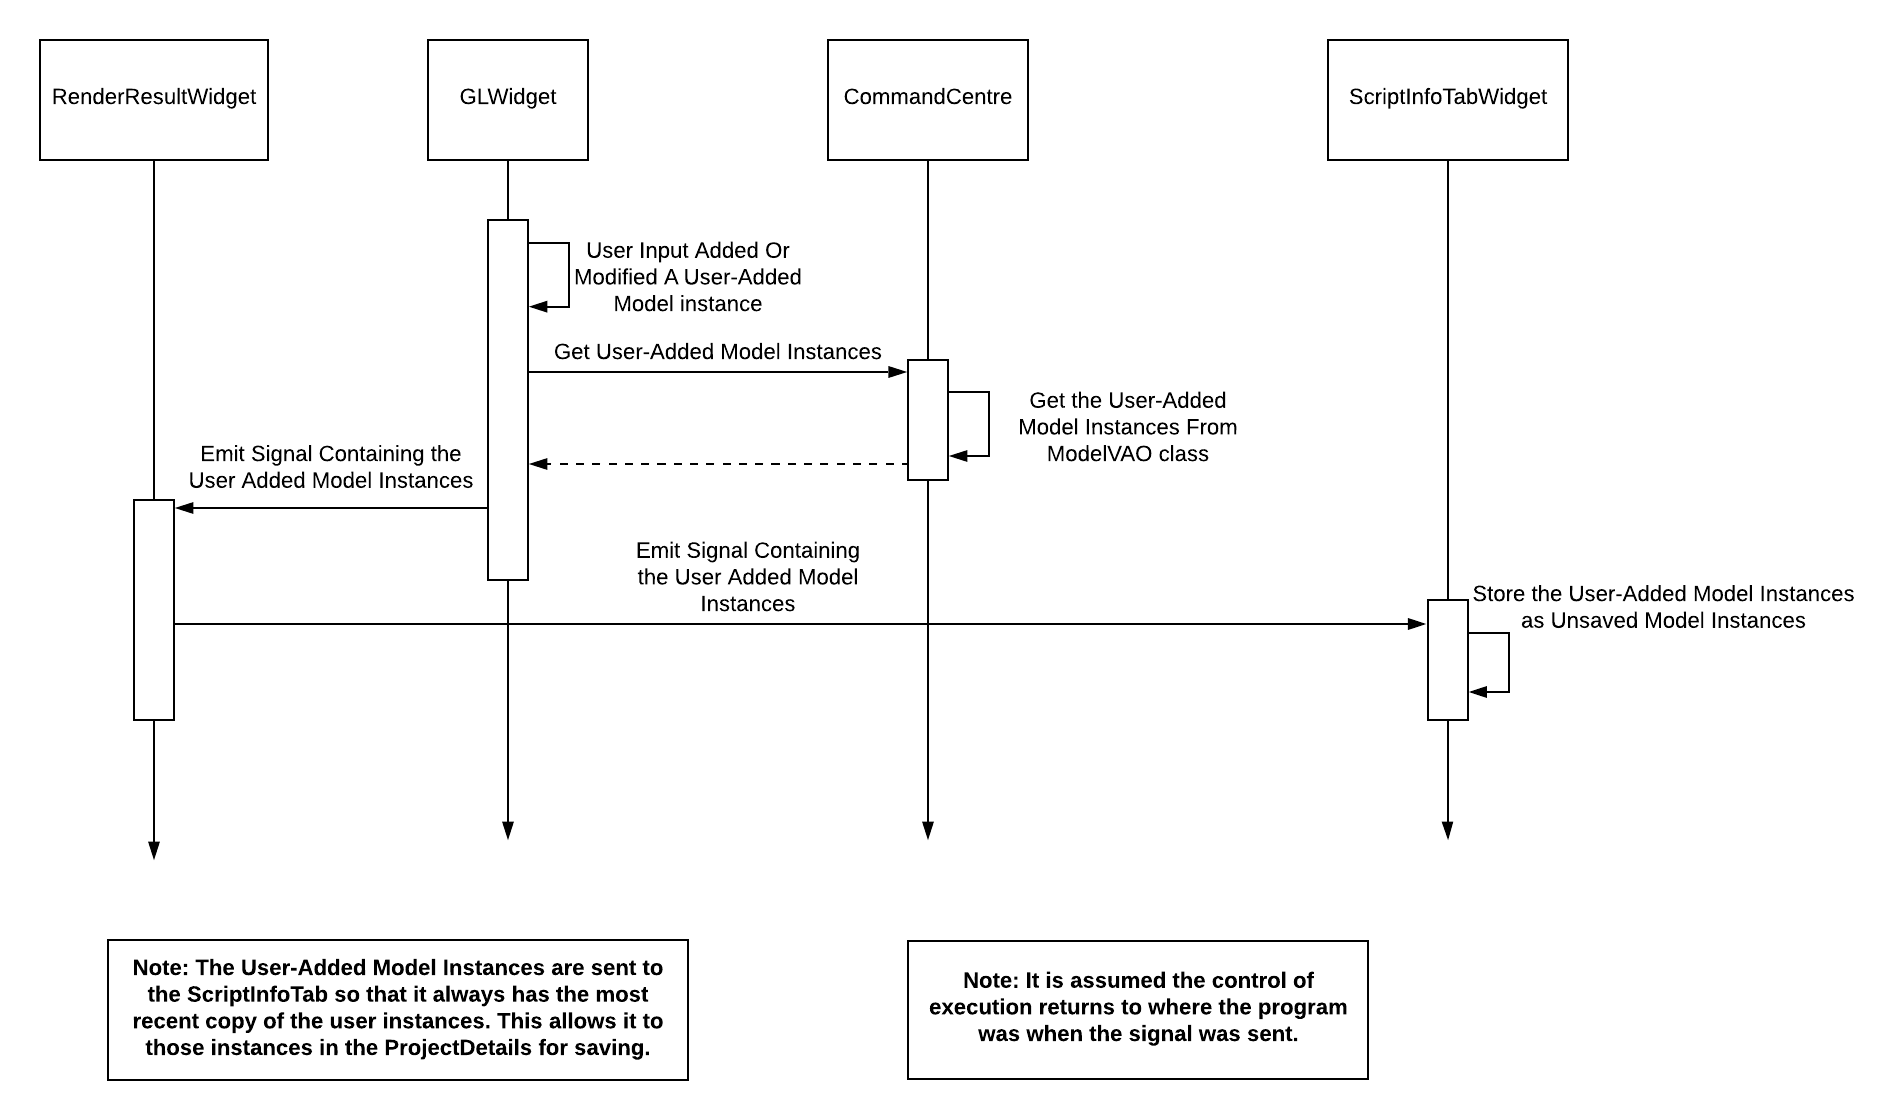 RenderResultWidget
GLWidget
CommandCentre
ScriptInfoTabWidget
User Input Added Or
Modified A User-Added
Model instance
Get User-Added Model Instances
Get the User-Added
Model Instances From
ModelVAO class
Emit Signal Containing the
User Added Model Instances
Emit Signal Containing
the User Added Model
Instances
Store the User-Added Model Instances
as Unsaved Model Instances
Note: The User-Added Model Instances are sent to
the ScriptInfoTab so that it always has the most
recent copy of the user instances. This allows it to
those instances in the ProjectDetails for saving.
Note: It is assumed the control of
execution returns to where the program
was when the signal was sent.